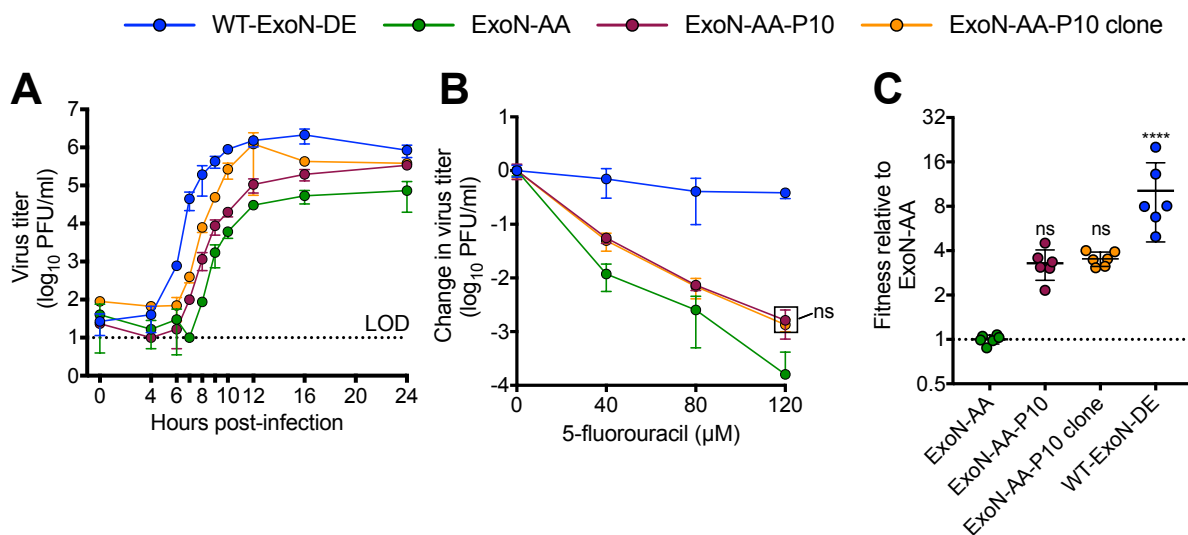 WT-ExoN-DE ExoN-AA ExoN-AA-P10 ExoN-AA-P10 clone
A
Virus titer
(log10 PFU/ml)
7
6
5
4
3
2
1
0
LOD
0 4 6 8 10 12 16 20 24
Hours post-infection
B
Change in virus titer
(log10 PFU/ml)
0
-1
-2
-3
-4
ns
0 40 80 120
5-fluorouracil (µM)
C
Fitness relative to
ExoN-AA
32
16
8
4
2
1
0.5
ns
ns
****
ExoN-AA
ExoN-AA-P10
ExoN-AA-P10 clone
WT-ExoN-DE